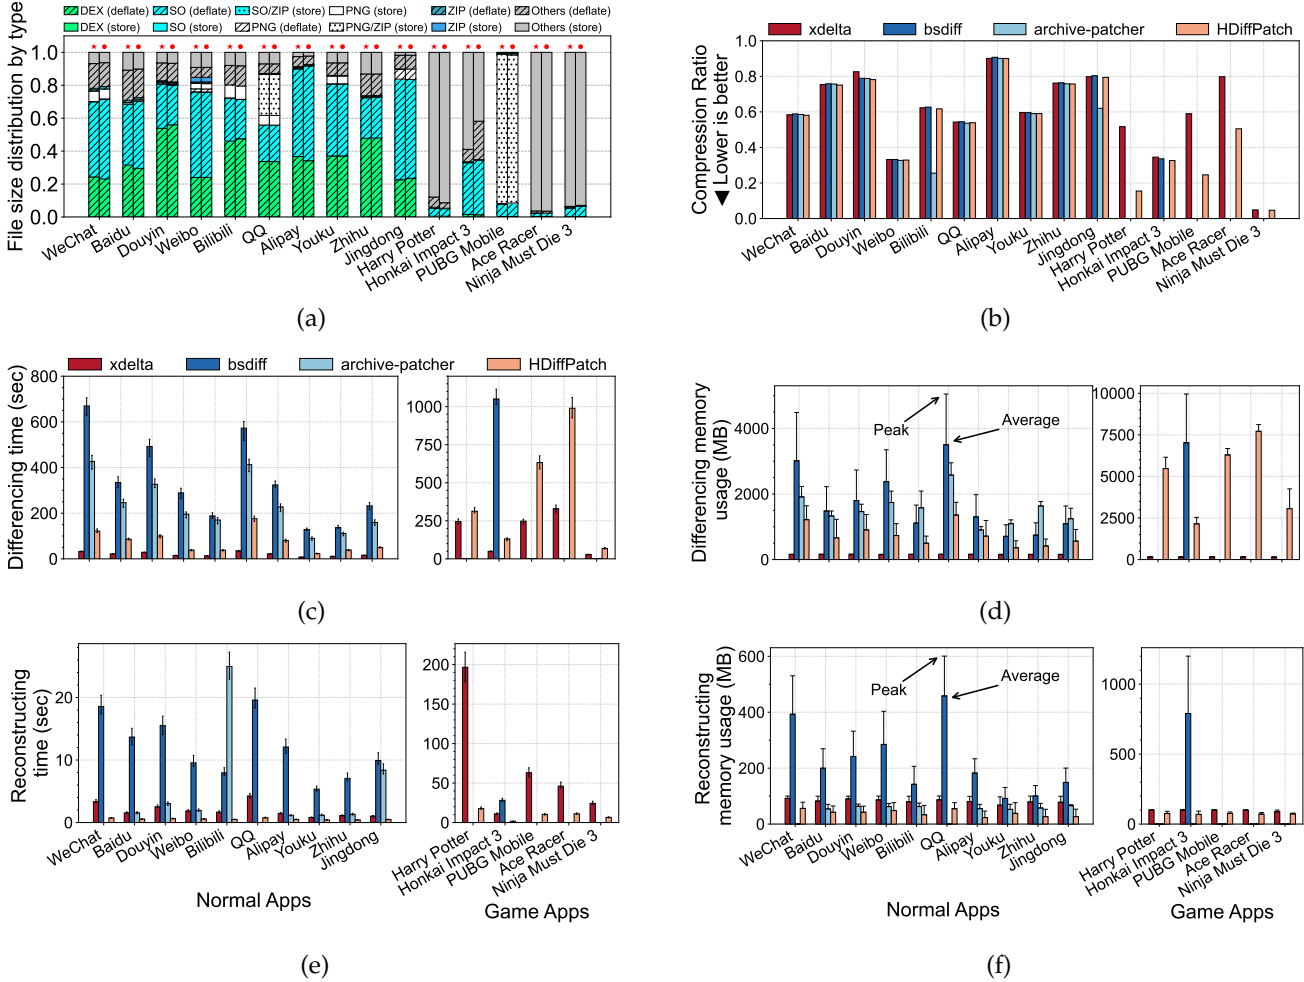 DEX (deflate) SO (deflate) SO/ZIP (store) PNG (store) ZIP (deflate) Others (deflate)
DEX (store) SO (store) PNG (deflate) PNG/ZIP (store) ZIP (store) Others (store)
File size distribution by type
1.0
0.8
0.6
0.4
0.2
0.0
WeChat
Baidu
Douyin
Weibo
Bilibili
QQ
Alipay
Youku
Zhihu
Jingdong
Harry Potter
Honkai Impact 3
PUBG Mobile
Ace Racer
Ninja Must Die 3
(a)
xdelta bsdiff archive-patcher HDiffPatch
Compression Ratio
◀ Lower is better
1.0
0.8
0.6
0.4
0.2
0.0
WeChat
Baidu
Douyin
Weibo
Bilibili
QQ
Alipay
Youku
Zhihu
Jingdong
Harry Potter
Honkai Impact 3
PUBG Mobile
Ace Racer
Ninja Must Die 3
(b)
xdelta bsdiff archive-patcher HDiffPatch
Differencing time (sec)
800
600
400
200
0
1000
750
500
250
0
(c)
Differencing memory
usage (MB)
4000
2000
0
Peak
Average
10000
7500
5000
2500
0
(d)
Reconstructing
time (sec)
20
10
0
WeChat
Baidu
Douyin
Weibo
Bilibili
QQ
Alipay
Youku
Zhihu
Jingdong
Normal Apps
200
150
100
50
0
Harry Potter
Honkai Impact 3
PUBG Mobile
Ace Racer
Ninja Must Die 3
Game Apps
(e)
Reconstructing
memory usage (MB)
600
400
200
0
Peak
Average
WeChat
Baidu
Douyin
Weibo
Bilibili
QQ
Alipay
Youku
Zhihu
Jingdong
Normal Apps
1000
500
0
Harry Potter
Honkai Impact 3
PUBG Mobile
Ace Racer
Ninja Must Die 3
Game Apps
(f)